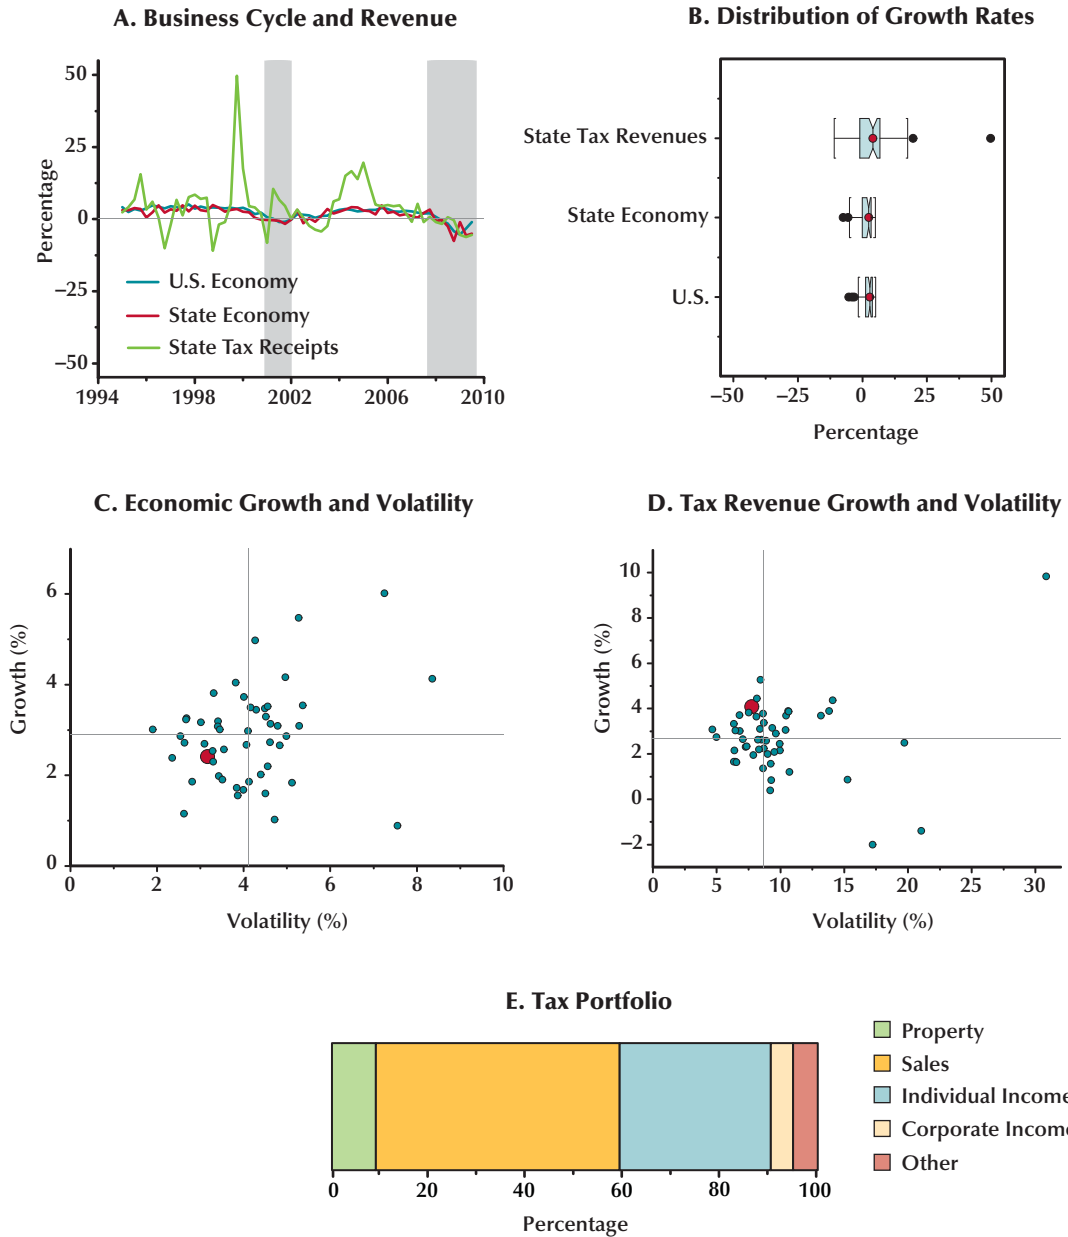 A. Business Cycle and Revenue
50
25
0
−25
−50
Percentage
U.S. Economy
State Economy
State Tax Receipts
1994 1998 2002 2006 2010
B. Distribution of Growth Rates
State Tax Revenues
State Economy
U.S.
−50 −25 0 25 50
Percentage
C. Economic Growth and Volatility
6
4
2
0
Growth (%)
0 2 4 6 8 10
Volatility (%)
D. Tax Revenue Growth and Volatility
10
8
6
4
2
0
−2
Growth (%)
0 5 10 15 20 25 30
Volatility (%)
E. Tax Portfolio
Property
Sales
Individual Income
Corporate Income
Other
0 20 40 60 80 100
Percentage